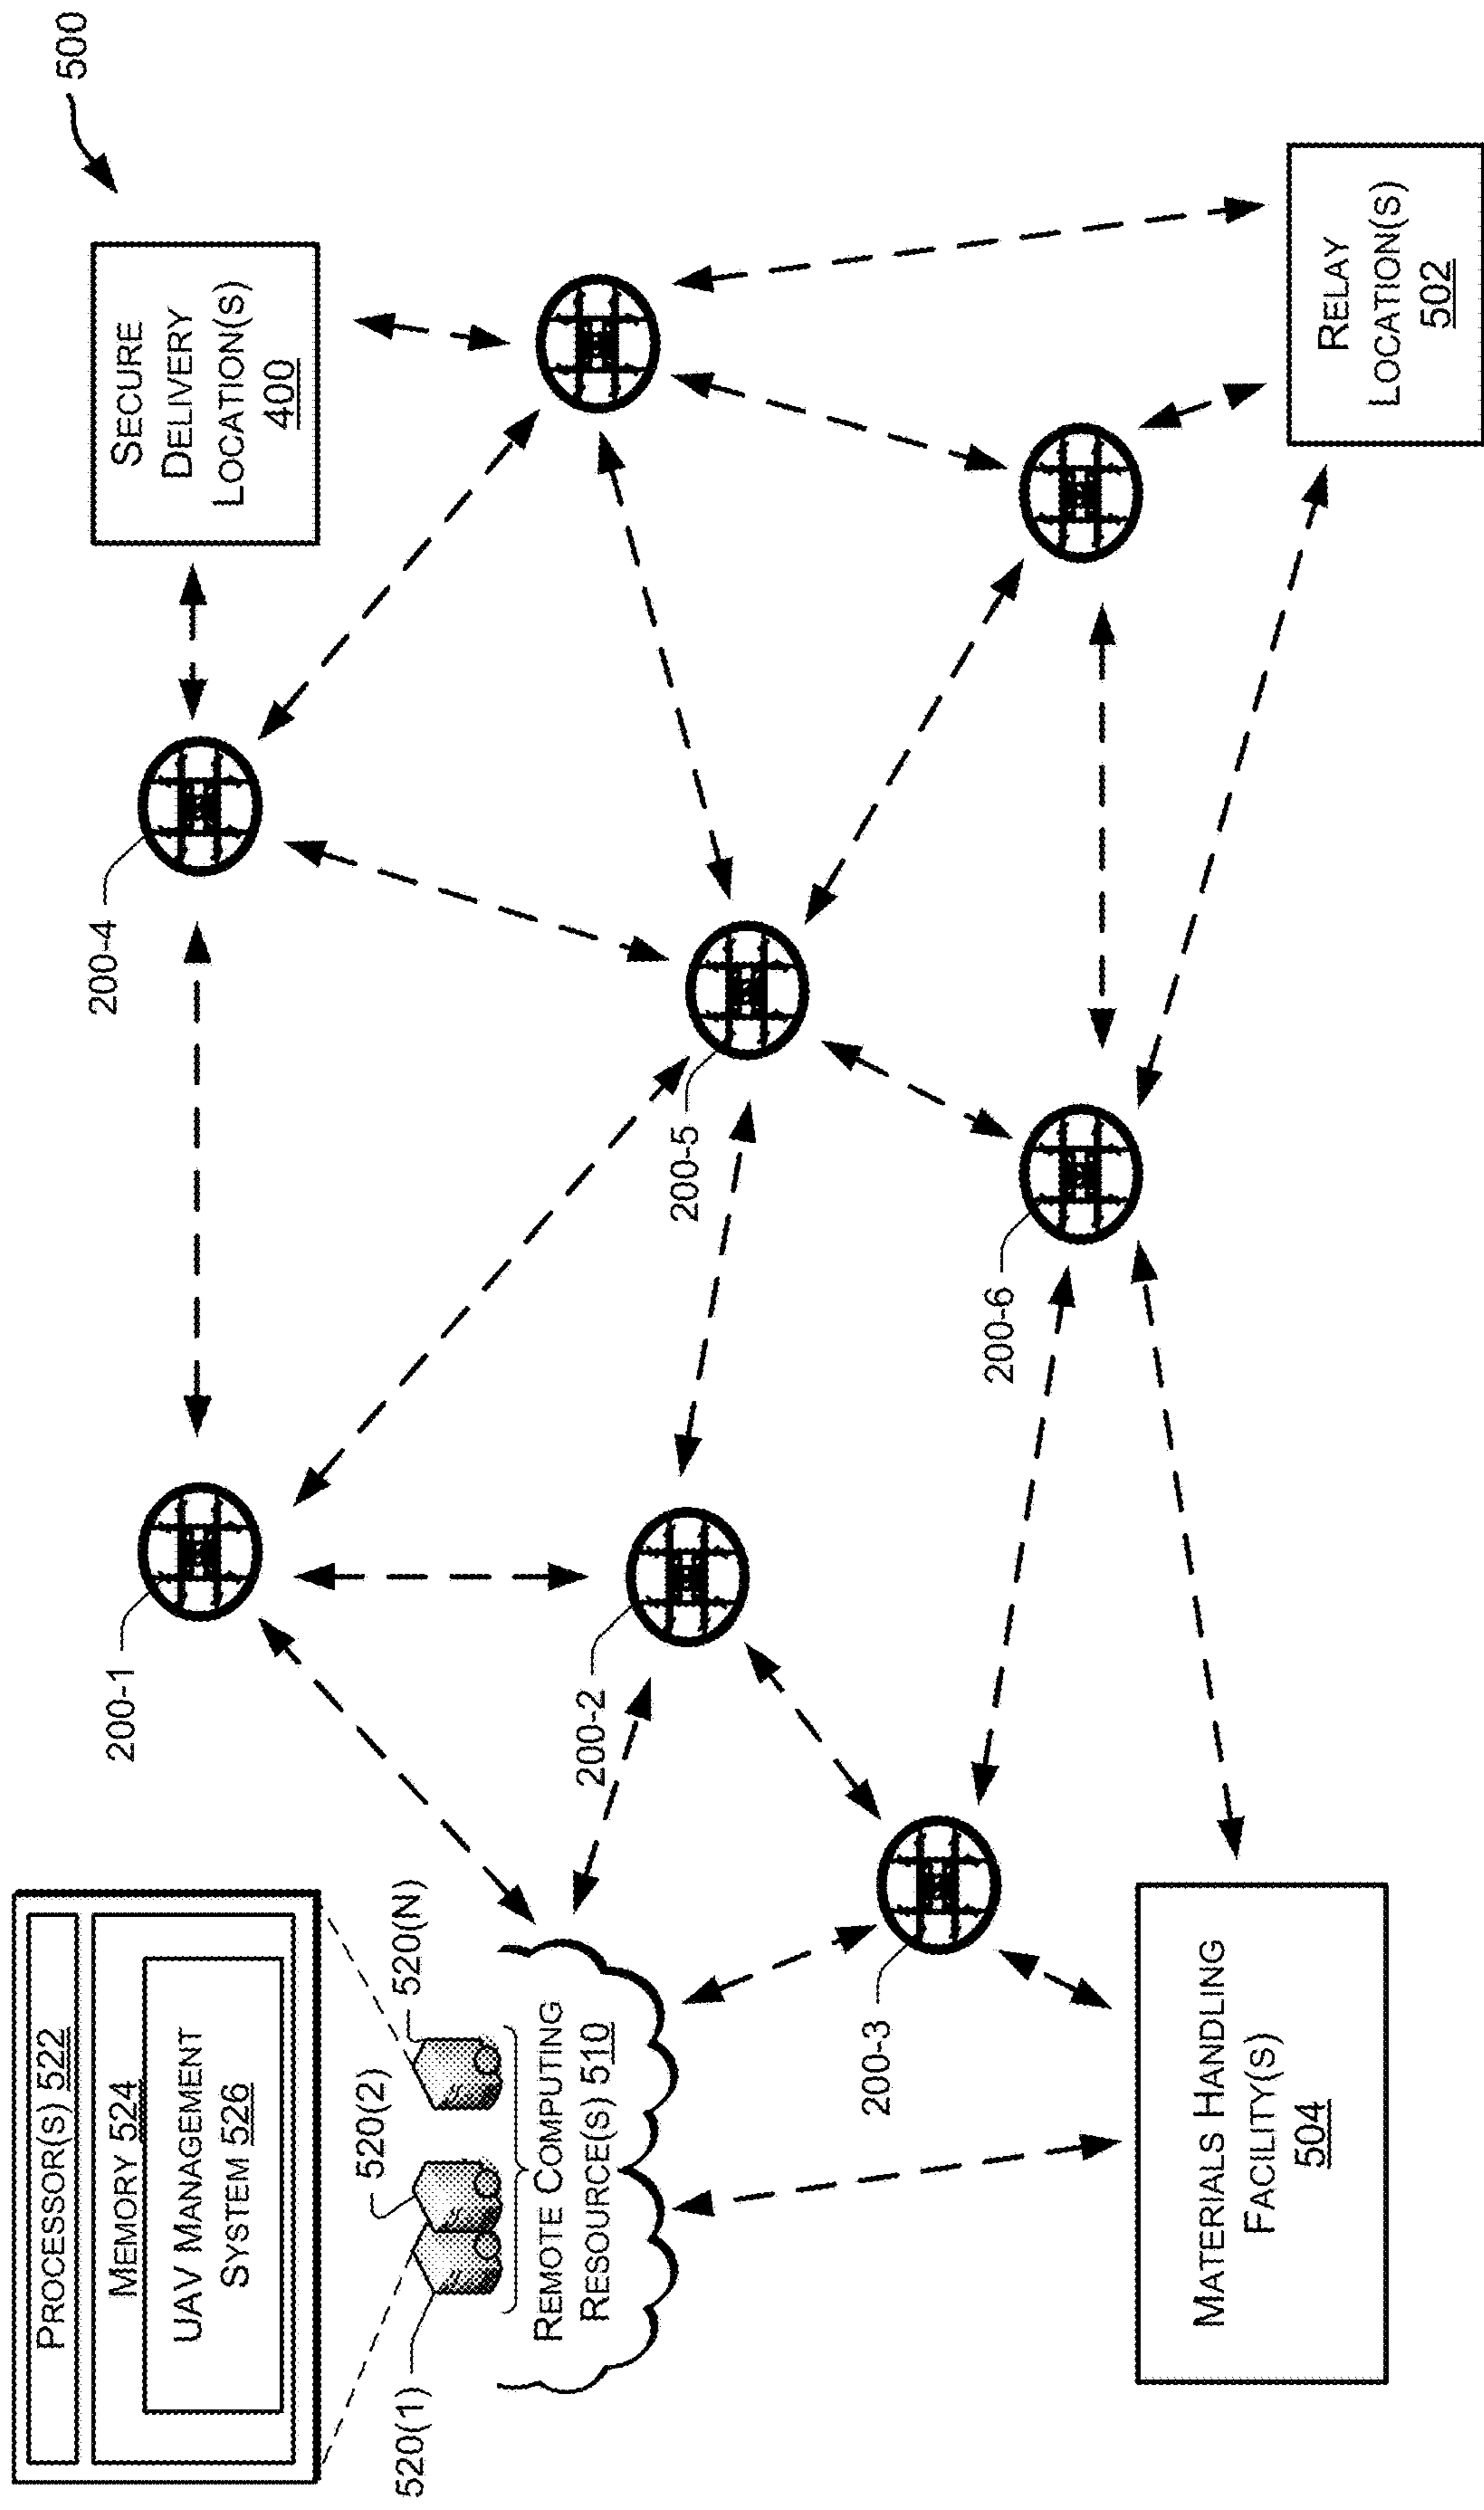 500
PROCESSOR(S) 522
MEMORY 524
UAV MANAGEMENT
SYSTEM 526
520(1)
520(2)
520(N)
REMOTE COMPUTING
RESOURCE(S) 510
200-1
200-4
SECURE
DELIVERY
LOCATION(S)
400
200-2
200-5
200-3
200-6
MATERIALS HANDLING
FACILITY(S)
504
RELAY
LOCATION(S)
502